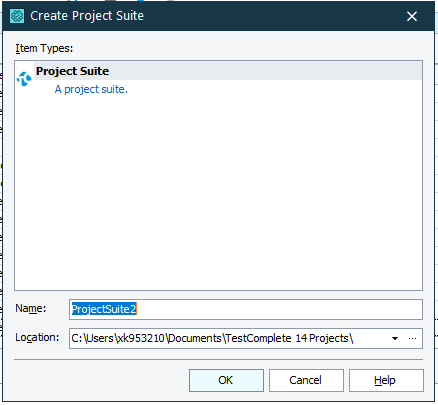 Create Project Suite
Item Types:
Project Suite
A project suite.
Name: ProjectSuite2
Location: C:\Users\xk953210\Documents\TestComplete 14 Projects\ ...
OK Cancel Help